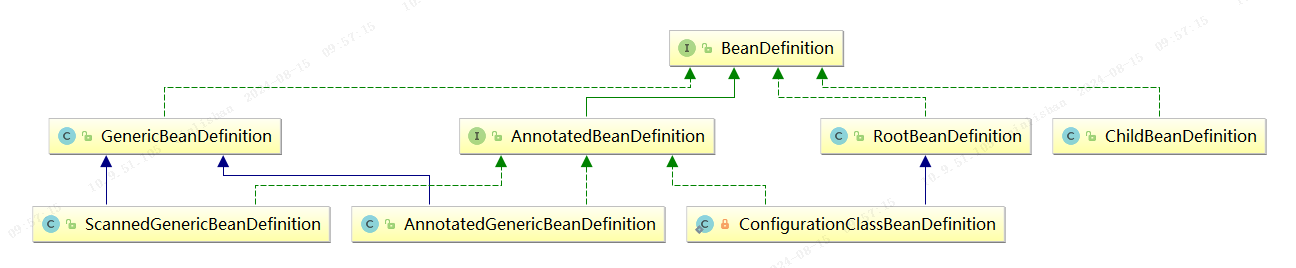 BeanDefinition
GenericBeanDefinition
AnnotatedBeanDefinition
RootBeanDefinition
ChildBeanDefinition
ScannedGenericBeanDefinition
AnnotatedGenericBeanDefinition
ConfigurationClassBeanDefinition